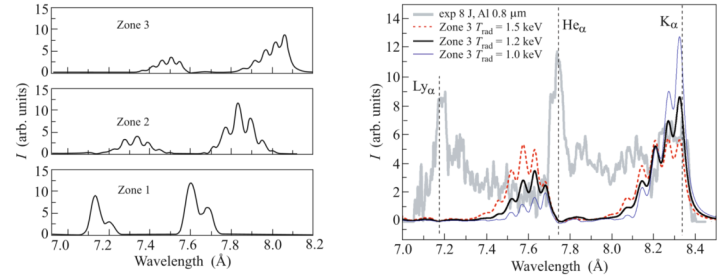 15
10
5
0
Zone 3
15
10
5
0
Zone 2
15
10
5
0
Zone 1
I (arb. units)
7.0 7.2 7.4 7.6 7.8 8.0 8.2
Wavelength (Å)
14
12
10
8
6
4
2
0
I (arb. units)
exp 8 J, Al 0.8 μm
Zone 3 Trad = 1.5 keV
Zone 3 Trad = 1.2 keV
Zone 3 Trad = 1.0 keV
Lyα
Heα
Kα
7.0 7.2 7.4 7.6 7.8 8.0 8.2 8.4
Wavelength (Å)